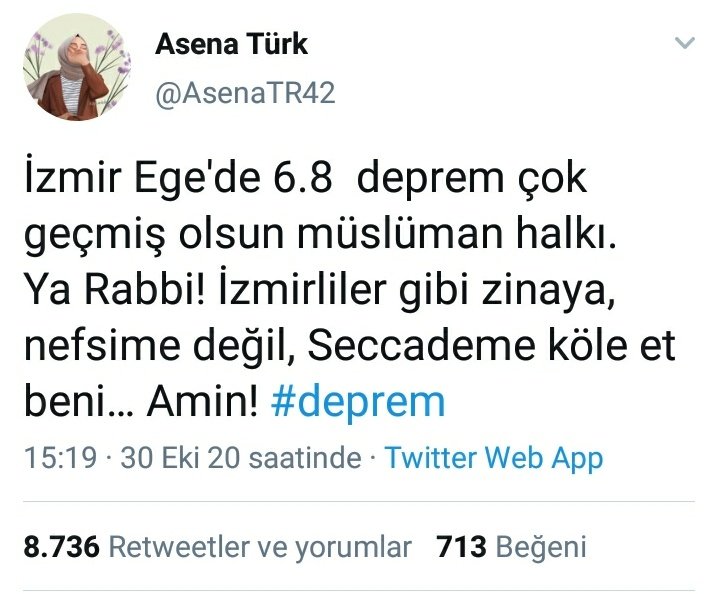 Asena Türk
@AsenaTR42
İzmir Ege'de 6.8 deprem çok
geçmiş olsun müslüman halkı.
Ya Rabbi! İzmirliler gibi zinaya,
nefsime değil, Seccademe köle et
beni... Amin! #deprem
15:19 · 30 Eki 20 saatinde · Twitter Web App
8.736 Retweetler ve yorumlar 713 Beğeni